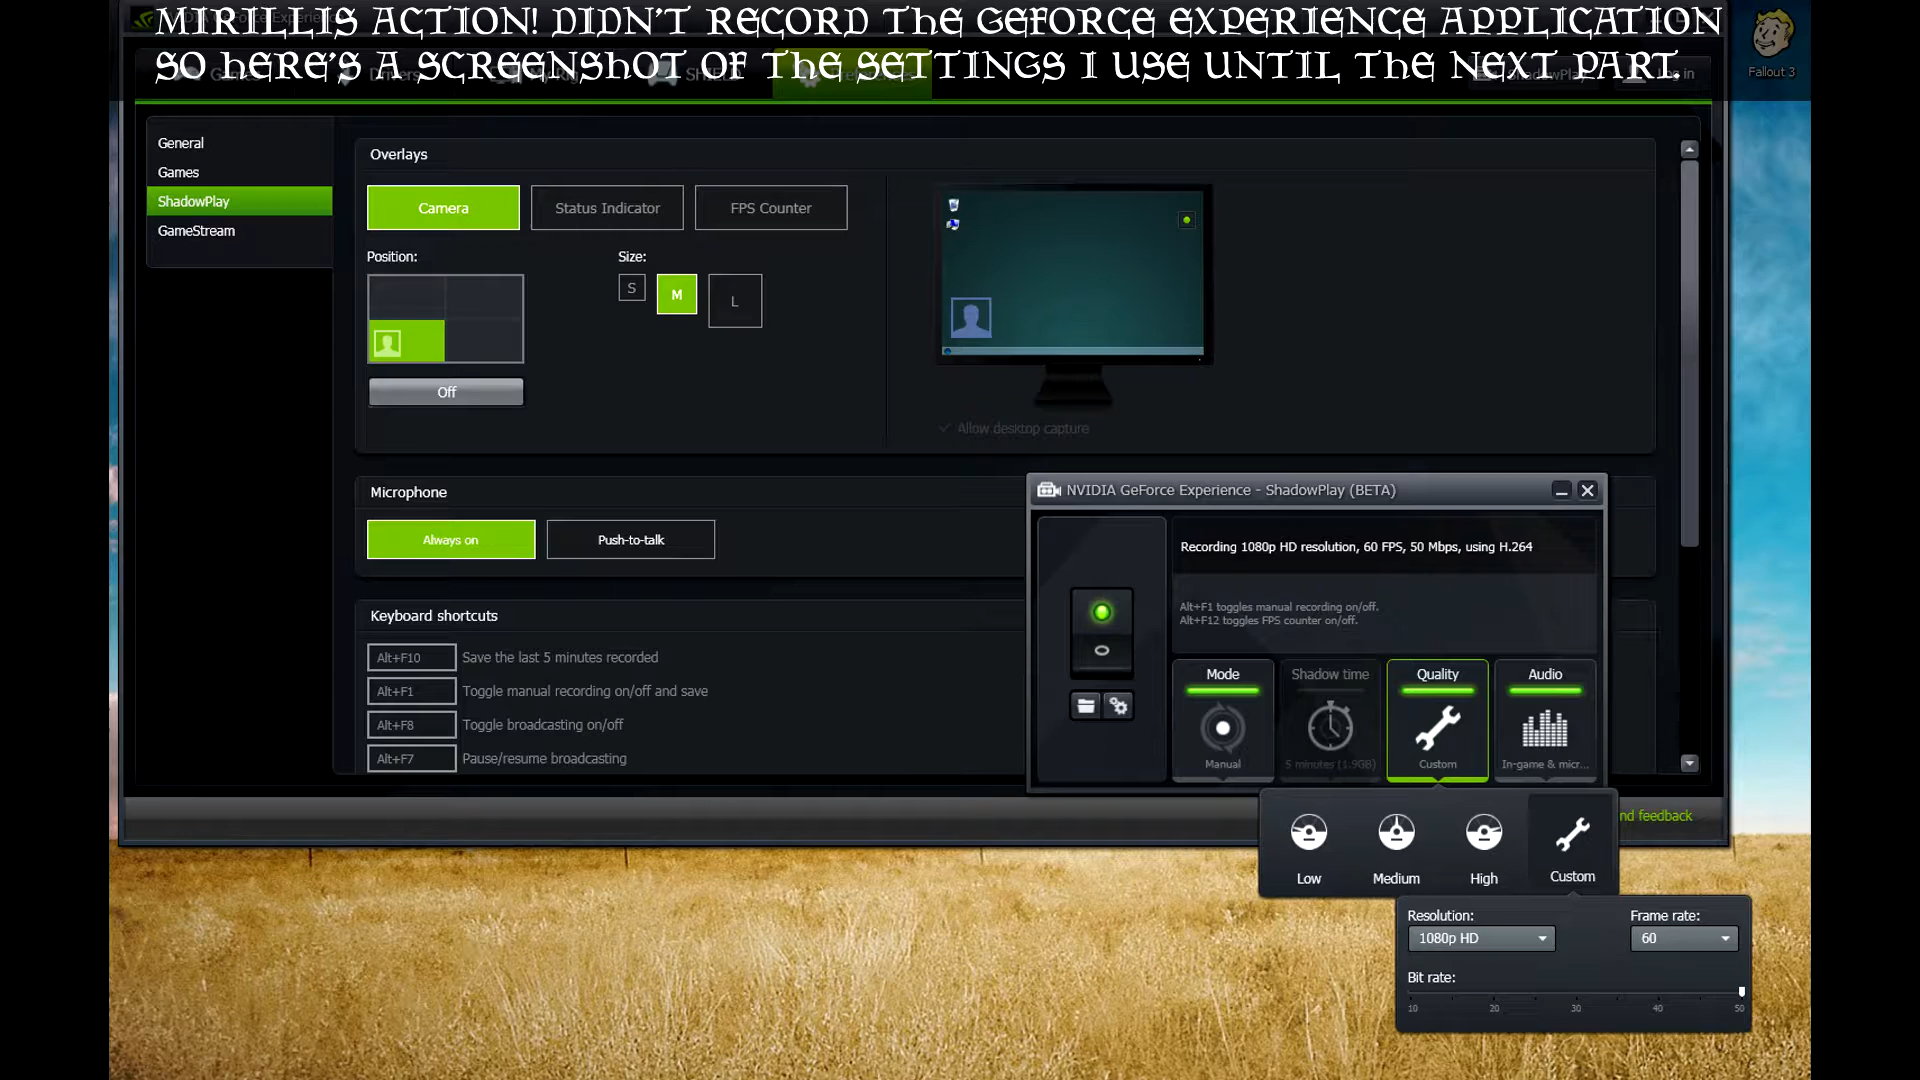 MIRILLIS ACTION! DIDN'T RECORD THE GEFORCE EXPERIENCE APPLICATION
SO HERE'S A SCREENSHOT OF THE SETTINGS I USE UNTIL THE NEXT PART.
Fallout 3
General
Games
ShadowPlay
GameStream
Overlays
Camera
Status Indicator
FPS Counter
Position:
Size:
S
M
L
Off
Allow desktop capture
Microphone
Always on
Push-to-talk
Keyboard shortcuts
Alt+F10 Save the last 5 minutes recorded
Alt+F1 Toggle manual recording on/off and save
Alt+F8 Toggle broadcasting on/off
Alt+F7 Pause/resume broadcasting
NVIDIA GeForce Experience - ShadowPlay (BETA)
Recording 1080p HD resolution, 60 FPS, 50 Mbps, using H.264
Alt+F1 toggles manual recording on/off.
Alt+F12 toggles FPS counter on/off.
Mode
Shadow time
Quality
Audio
Manual
5 minutes (1.9GB)
Custom
In-game & micr...
nd feedback
Low
Medium
High
Custom
Resolution:
Frame rate:
1080p HD
60
Bit rate:
10 20 30 40 50